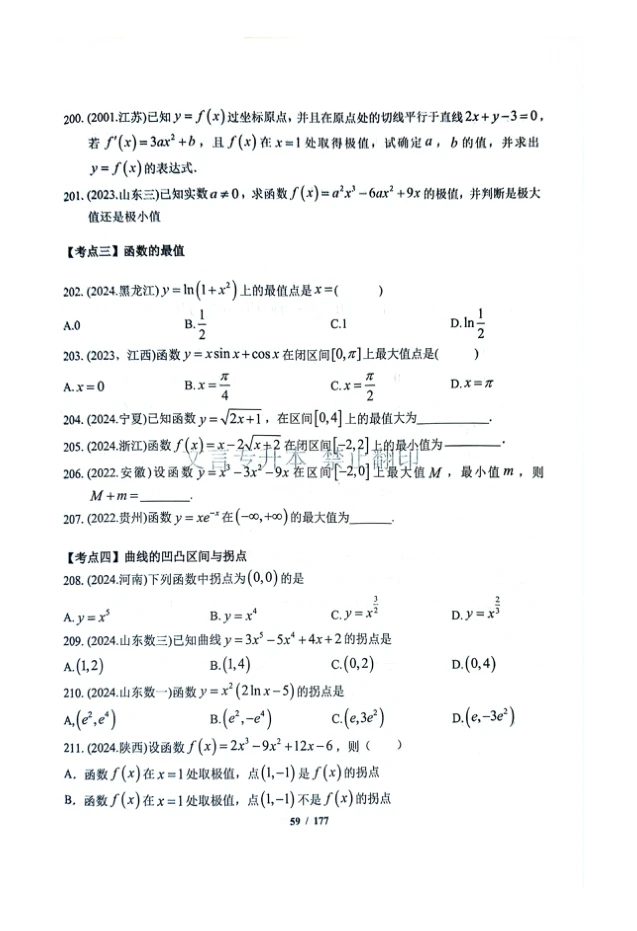 200. (2001.江苏)已知 y = f(x) 过坐标原点，并且在原点处的切线平行于直线 2x + y − 3 = 0，
若 f′(x) = 3ax² + b，且 f(x) 在 x = 1 处取得极值，试确定 a，b 的值，并求出
y = f(x) 的表达式.
201. (2023.山东三)已知实数 a ≠ 0，求函数 f(x) = a²x³ − 6ax² + 9x 的极值，并判断是极大
值还是极小值
【考点三】函数的最值
202. (2024.黑龙江) y = ln(1 + x²) 上的最值点是 x = ( )
A.0 B. 1/2 C.1 D. ln 1/2
203. (2023，江西)函数 y = x sin x + cos x 在闭区间[0, π]上最大值点是( )
A. x = 0 B. x = π/4 C. x = π/2 D. x = π
204. (2024.宁夏)已知函数 y = √(2x+1)，在区间[0,4]上的最值大为________.
205. (2024.浙江)函数 f(x) = x − 2√(x+2) 在闭区间[−2,2]上的最小值为________.
文言专升本 禁止翻印
206. (2022.安徽)设函数 y = x³ − 3x² − 9x 在区间[−2,0]上最大值 M，最小值 m，则
M + m = ________.
207. (2022.贵州)函数 y = xe⁻ˣ 在(−∞,+∞)的最大值为______.
【考点四】曲线的凹凸区间与拐点
208. (2024.河南)下列函数中拐点为(0,0)的是
A. y = x⁵ B. y = x⁴ C. y = x^(3/2) D. y = x^(2/3)
209. (2024.山东数三)已知曲线 y = 3x⁵ − 5x⁴ + 4x + 2 的拐点是
A.(1,2) B.(1,4) C.(0,2) D.(0,4)
210. (2024.山东数一)函数 y = x²(2 ln x − 5) 的拐点是
A,(e²,e⁴) B.(e²,−e⁴) C.(e,3e²) D.(e,−3e²)
211. (2024.陕西)设函数 f(x) = 2x³ − 9x² + 12x − 6，则（ ）
A．函数 f(x) 在 x = 1 处取极值，点(1,−1)是 f(x) 的拐点
B．函数 f(x) 在 x = 1 处取极值，点(1,−1)不是 f(x) 的拐点
59 / 177